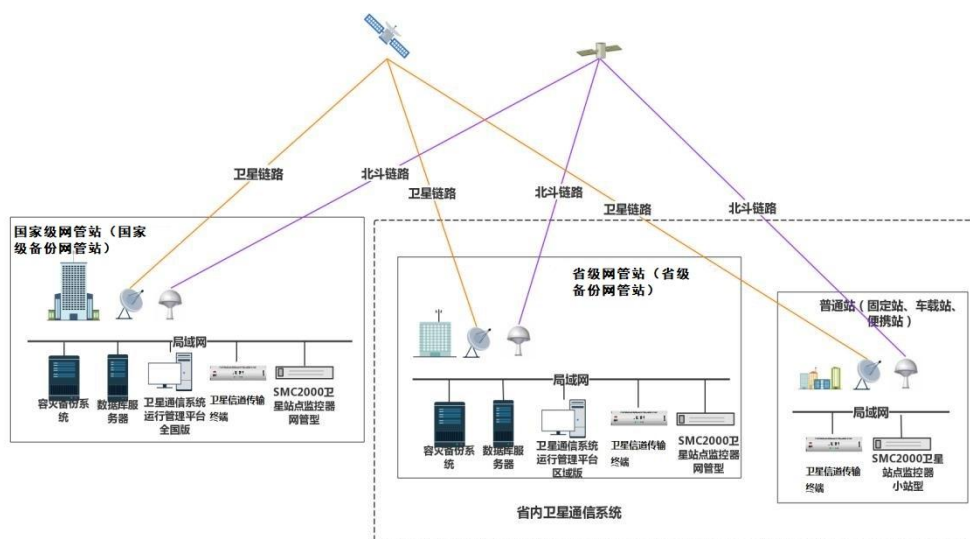 卫星链路
北斗链路
卫星链路
北斗链路
卫星链路
北斗链路
国家级网管站（国家
级备份网管站）
局域网
容灾备份系
统
数据库服
务器
卫星通信系统
运行管理平台
全国版
卫星信道传输
终端
SMC2000卫
星站点监控器
网管型
省级网管站（省级
备份网管站）
局域网
容灾备份系
统
数据库服
务器
卫星通信系统
运行管理平台
区域版
卫星信道传输
终端
SMC2000卫
星站点监控器
网管型
普通站（固定站、车载站、
便携站）
局域网
卫星信道传输
终端
SMC2000卫星
站点监控器
小站型
省内卫星通信系统